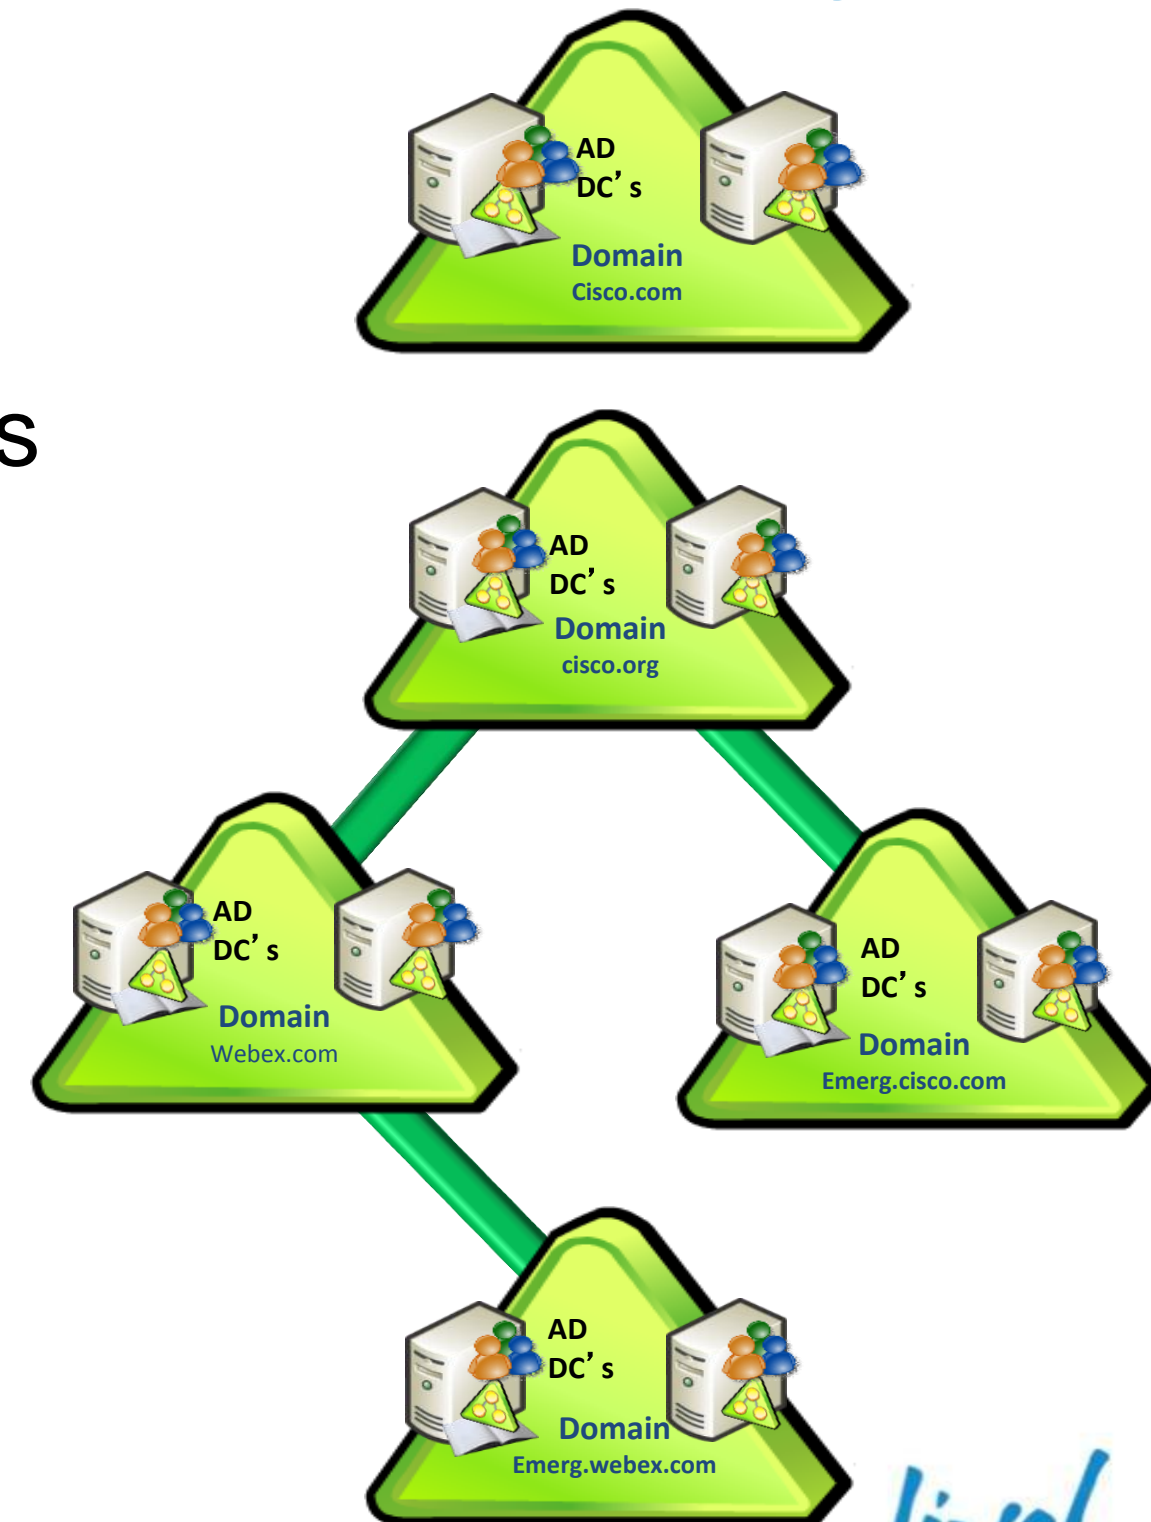 AD
DC’ s
Domain
Cisco.com
s
AD
DC’ s
Domain
cisco.org
AD
DC’ s
Domain
Webex.com
AD
DC’ s
Domain
Emerg.cisco.com
AD
DC’ s
Domain
Emerg.webex.com